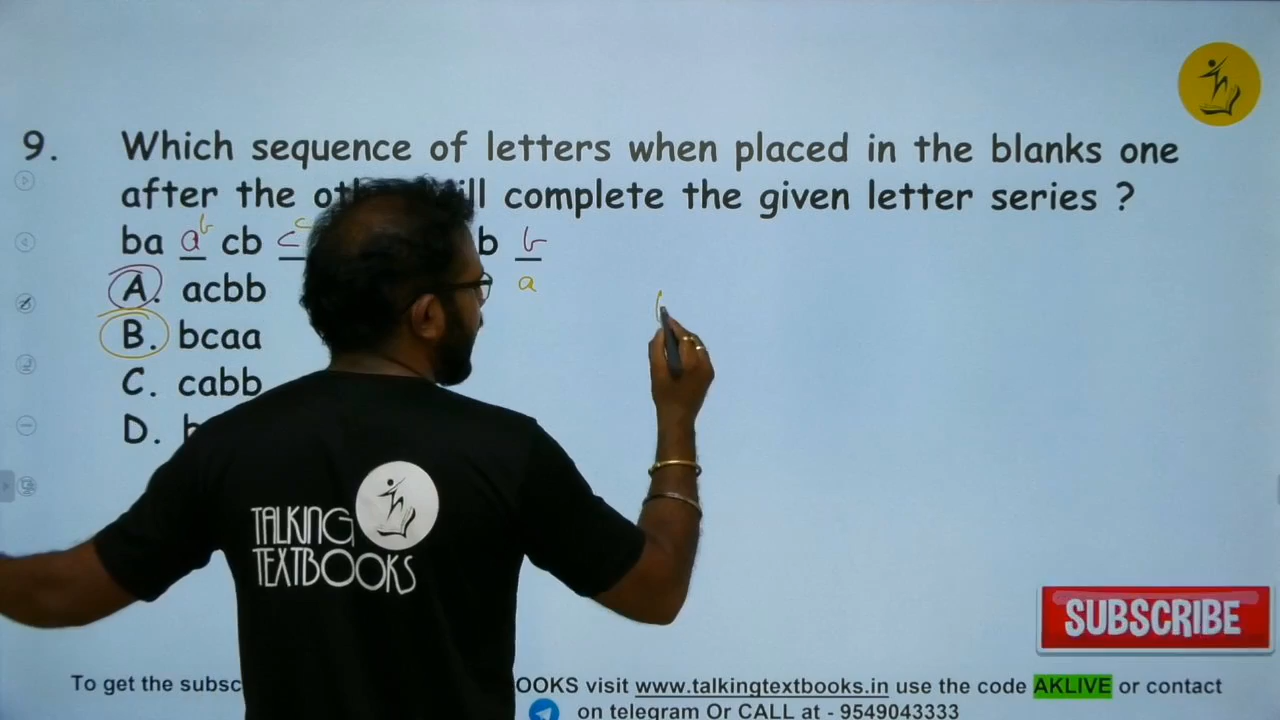 9. Which sequence of letters when placed in the blanks one
after the ill complete the given letter series ?
ba a b cb c c b b
a
A. acbb
B. bcaa
C. cabb
D.
TALKING
TEXTBOOKS
SUBSCRIBE
To get the OOKS visit www.talkingtextbooks.in use the code AKLIVE or contact
on telegram Or CALL at - 9549043333